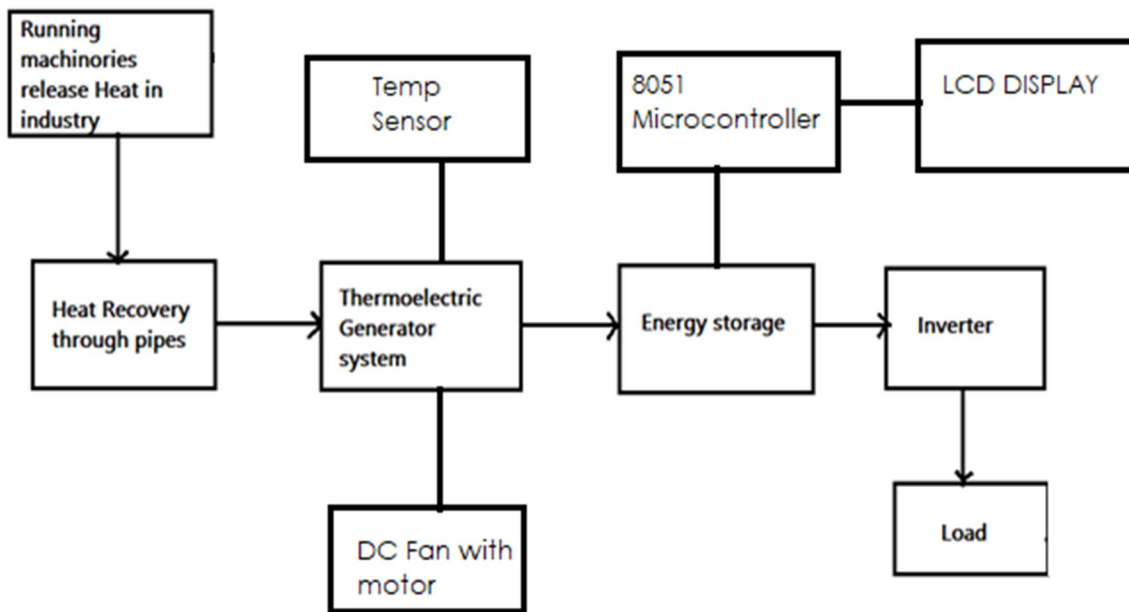 Running
machinories
release Heat in
industry
Temp
Sensor
8051
Microcontroller
LCD DISPLAY
Heat Recovery
through pipes
Thermoelectric
Generator
system
Energy storage
Inverter
DC Fan with
motor
Load